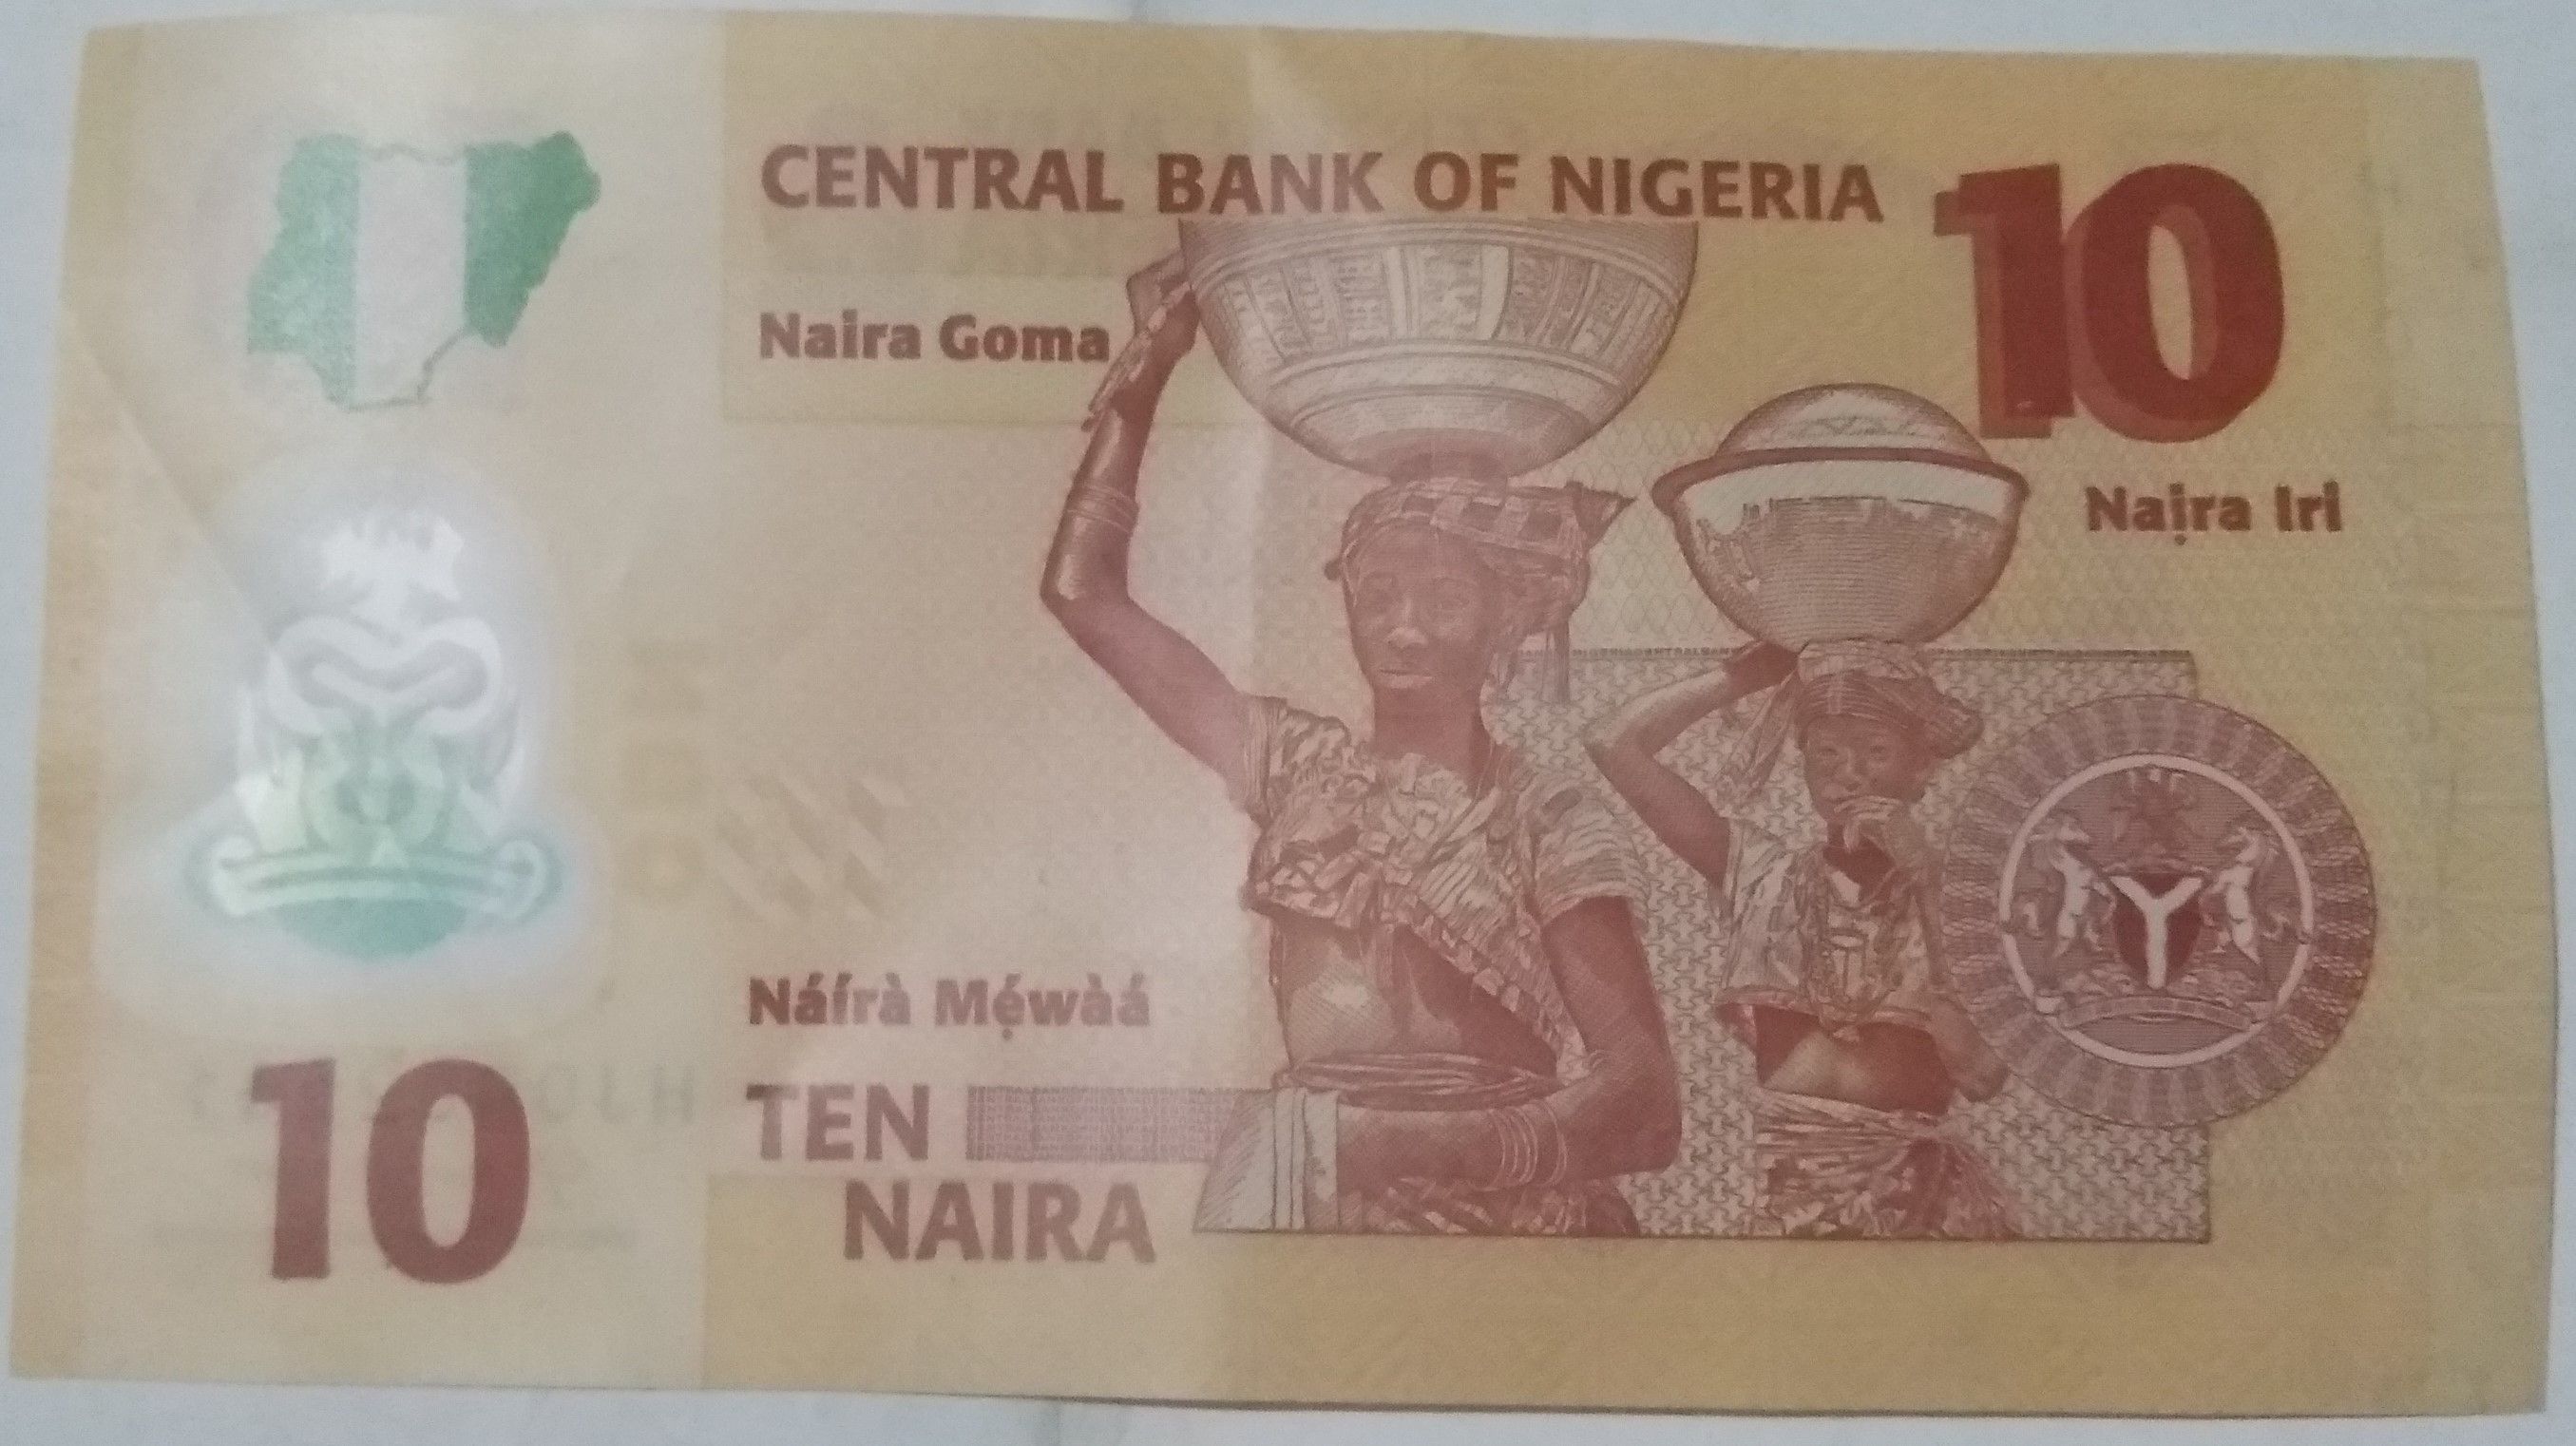 CENTRAL BANK OF NIGERIA
10
Naira Goma
Naịra Iri
Náírà Mẹ́wàá
10
TEN
NAIRA